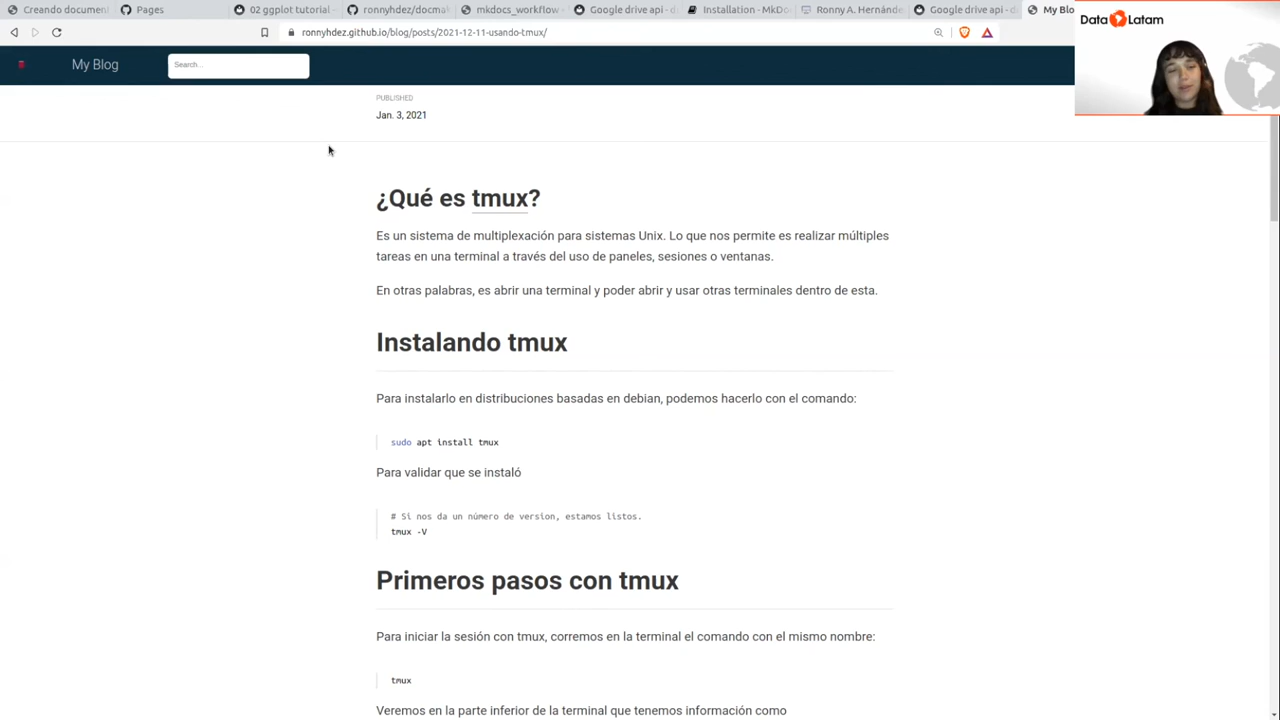 Creando documen
Pages
02 ggplot tutorial -
ronnyhdez/docma
mkdocs_workflow -
Google drive api - d
Installation - MkDo
Ronny A. Hernánde
Google drive api - d
My Blo
ronnyhdez.github.io/blog/posts/2021-12-11-usando-tmux/
Data Latam
My Blog
Search...
PUBLISHED
Jan. 3, 2021
¿Qué es tmux?
Es un sistema de multiplexación para sistemas Unix. Lo que nos permite es realizar múltiples
tareas en una terminal a través del uso de paneles, sesiones o ventanas.
En otras palabras, es abrir una terminal y poder abrir y usar otras terminales dentro de esta.
Instalando tmux
Para instalarlo en distribuciones basadas en debian, podemos hacerlo con el comando:
sudo apt install tmux
Para validar que se instaló
# Si nos da un número de version, estamos listos.
tmux -V
Primeros pasos con tmux
Para iniciar la sesión con tmux, corremos en la terminal el comando con el mismo nombre:
tmux
Veremos en la parte inferior de la terminal que tenemos información como